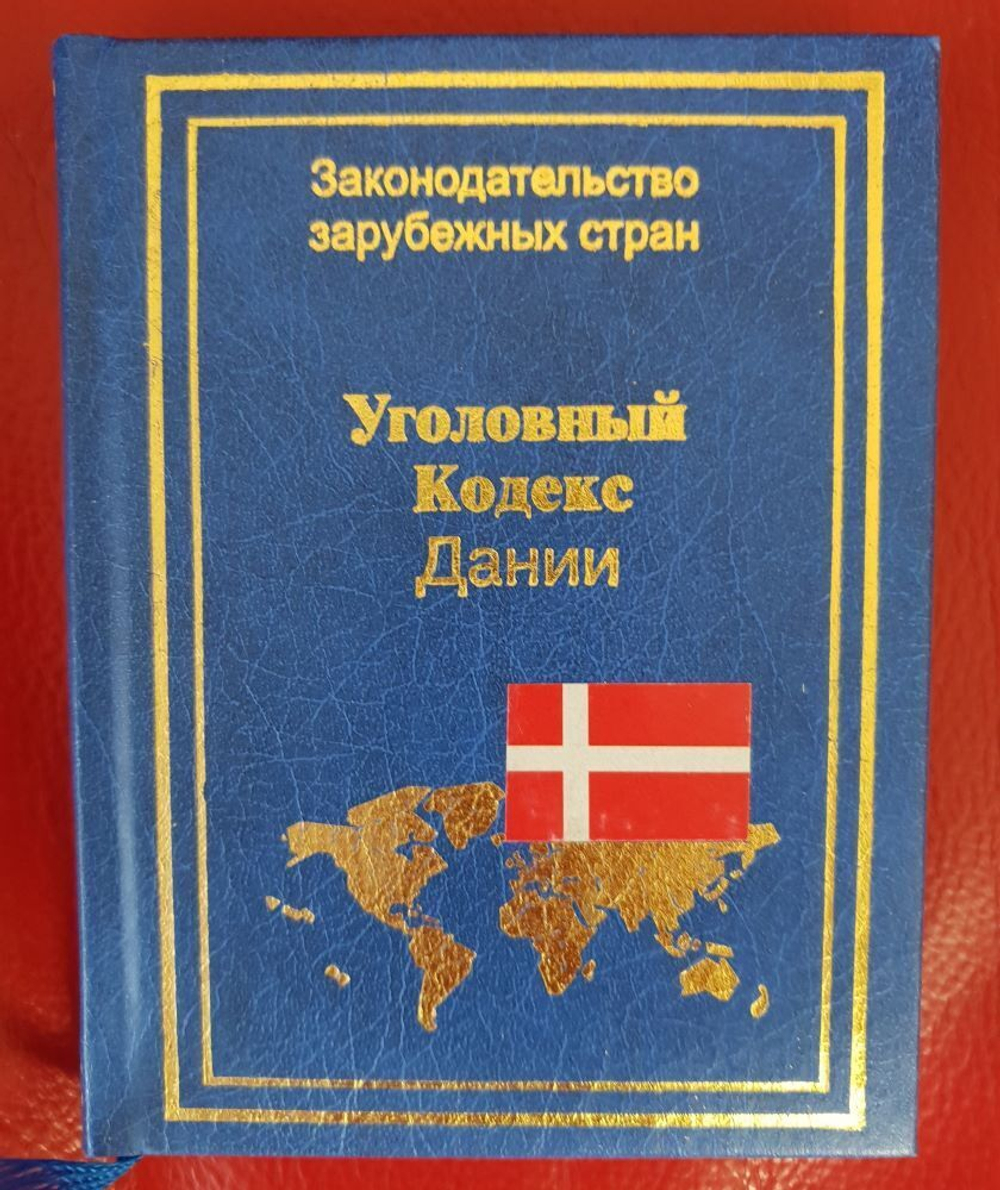 Законодательство
зарубежных стран
Уголовный
Кодекс
Дании